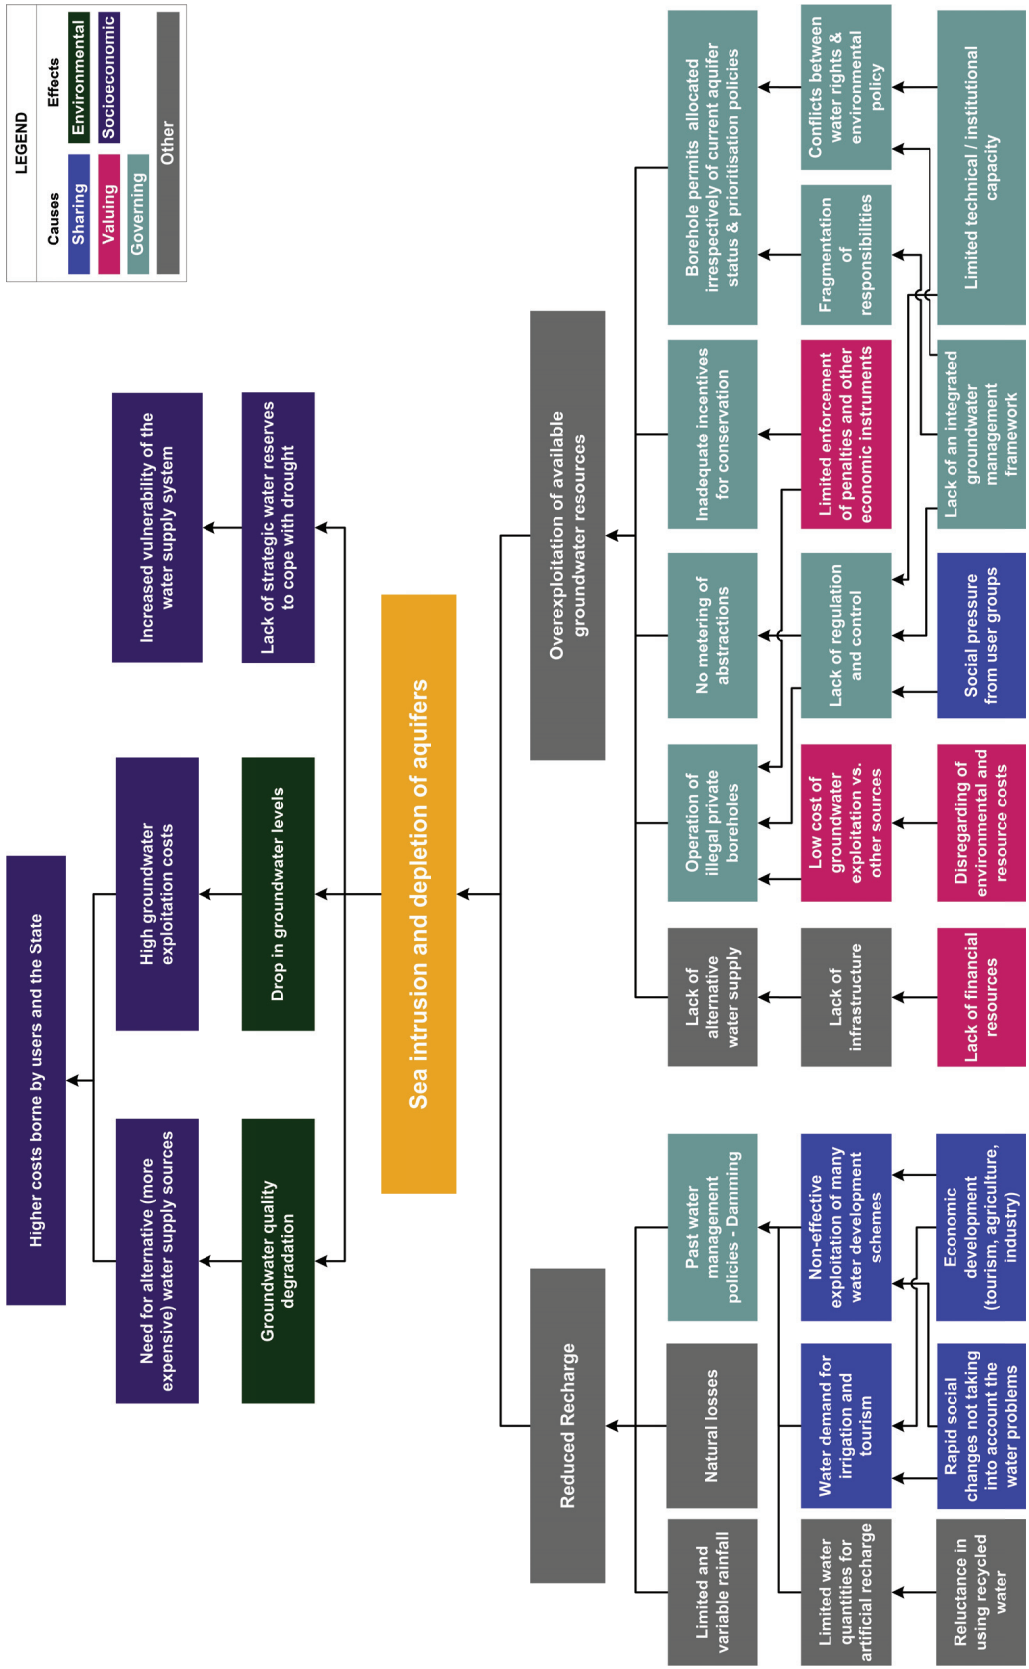 LEGEND
Causes
Effects
Sharing
Environmental
Valuing
Socioeconomic
Governing
Other
Higher costs borne by users and the State
Need for alternative (more
expensive) water supply sources
High groundwater
exploitation costs
Increased vulnerability of the
water supply system
Groundwater quality
degradation
Drop in groundwater levels
Lack of strategic water reserves
to cope with drought
Sea intrusion and depletion of aquifers
Reduced Recharge
Overexploitation of available
groundwater resources
Limited and
variable rainfall
Natural losses
Past water
management
policies - Damming
Lack of
alternative
water supply
Operation of
illegal private
boreholes
No metering of
abstractions
Inadequate incentives
for conservation
Borehole permits allocated
irrespectively of current aquifer
status & prioritisation policies
Limited water
quantities for
artificial recharge
Water demand for
irrigation and
tourism
Non-effective
exploitation of many
water development
schemes
Lack of
infrastructure
Low cost of
groundwater
exploitation vs.
other sources
Lack of regulation
and control
Limited enforcement
of penalties and other
economic instruments
Fragmentation
of
responsibilities
Conflicts between
water rights &
environmental
policy
Reluctance in
using recycled
water
Rapid social
changes not taking
into account the
water problems
Economic
development
(tourism, agriculture,
industry)
Lack of financial
resources
Disregarding of
environmental and
resource costs
Social pressure
from user groups
Lack of an integrated
groundwater
management
framework
Limited technical / institutional
capacity